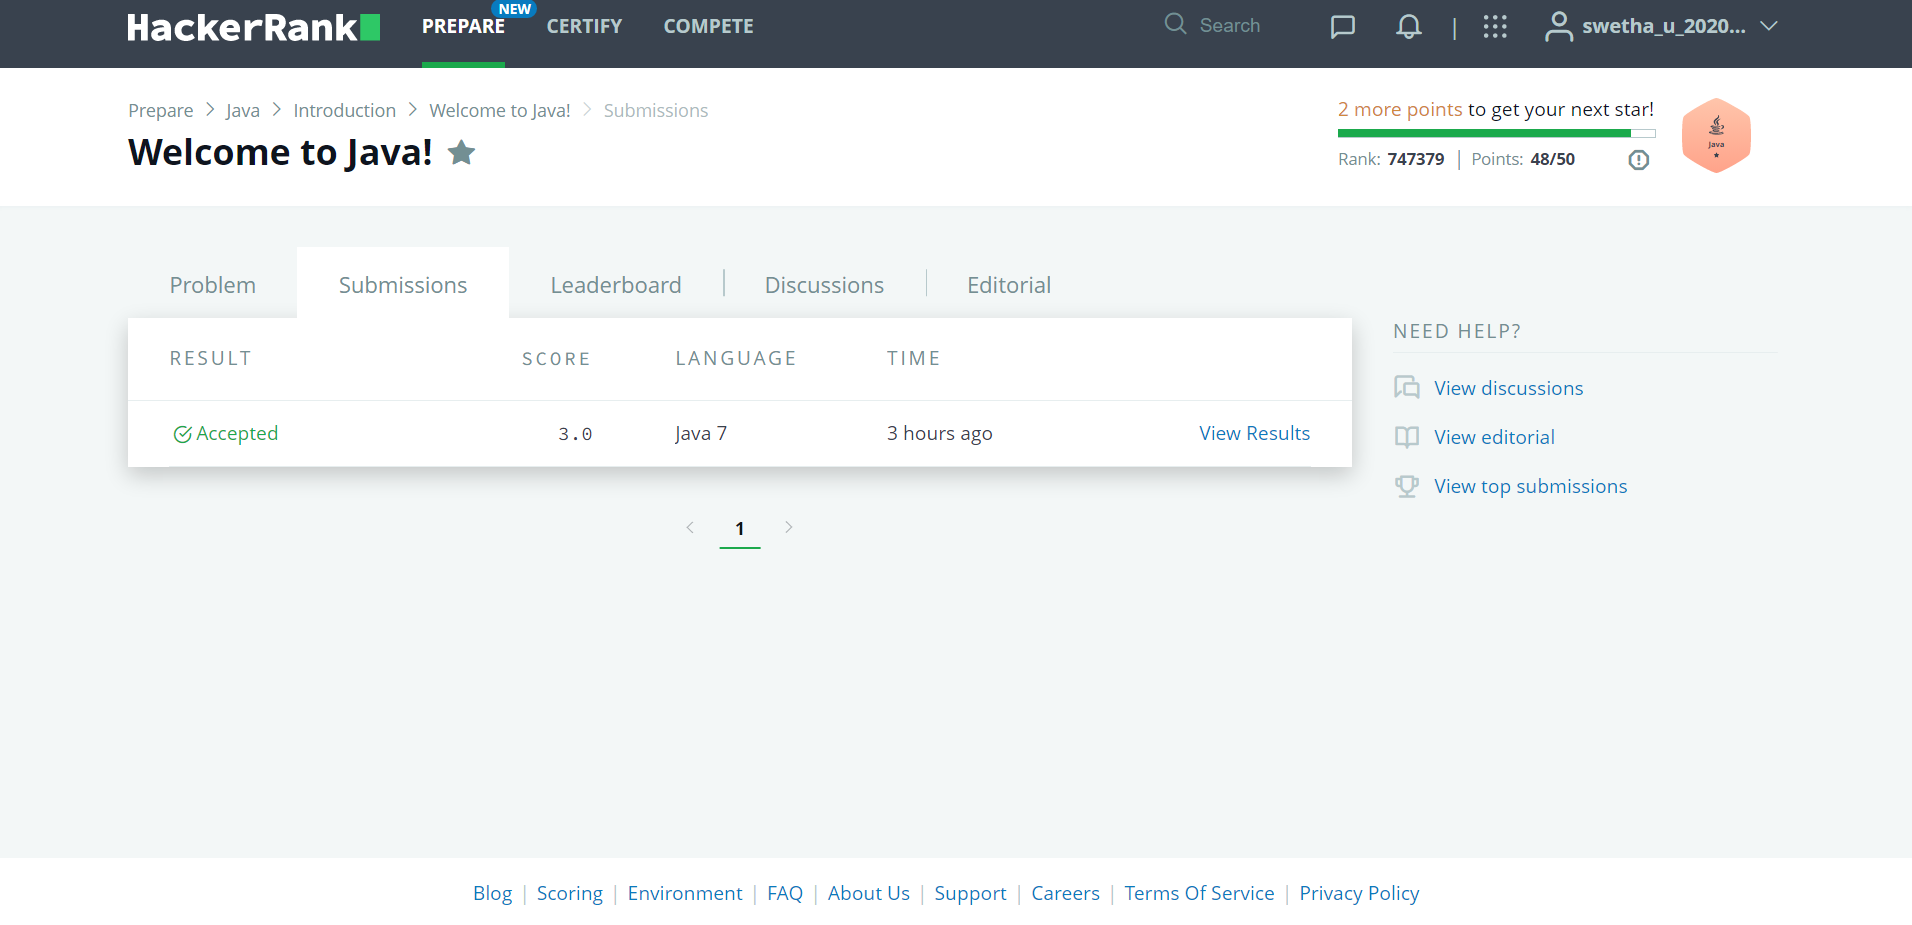 HackerRank PREPARE NEW CERTIFY COMPETE Search swetha_u_2020...
Prepare Java Introduction Welcome to Java! Submissions
Welcome to Java!
2 more points to get your next star!
Rank: 747379 | Points: 48/50
Java
Problem Submissions Leaderboard Discussions Editorial
RESULT SCORE LANGUAGE TIME
Accepted 3.0 Java 7 3 hours ago View Results
1
NEED HELP?
View discussions
View editorial
View top submissions
Blog | Scoring | Environment | FAQ | About Us | Support | Careers | Terms Of Service | Privacy Policy